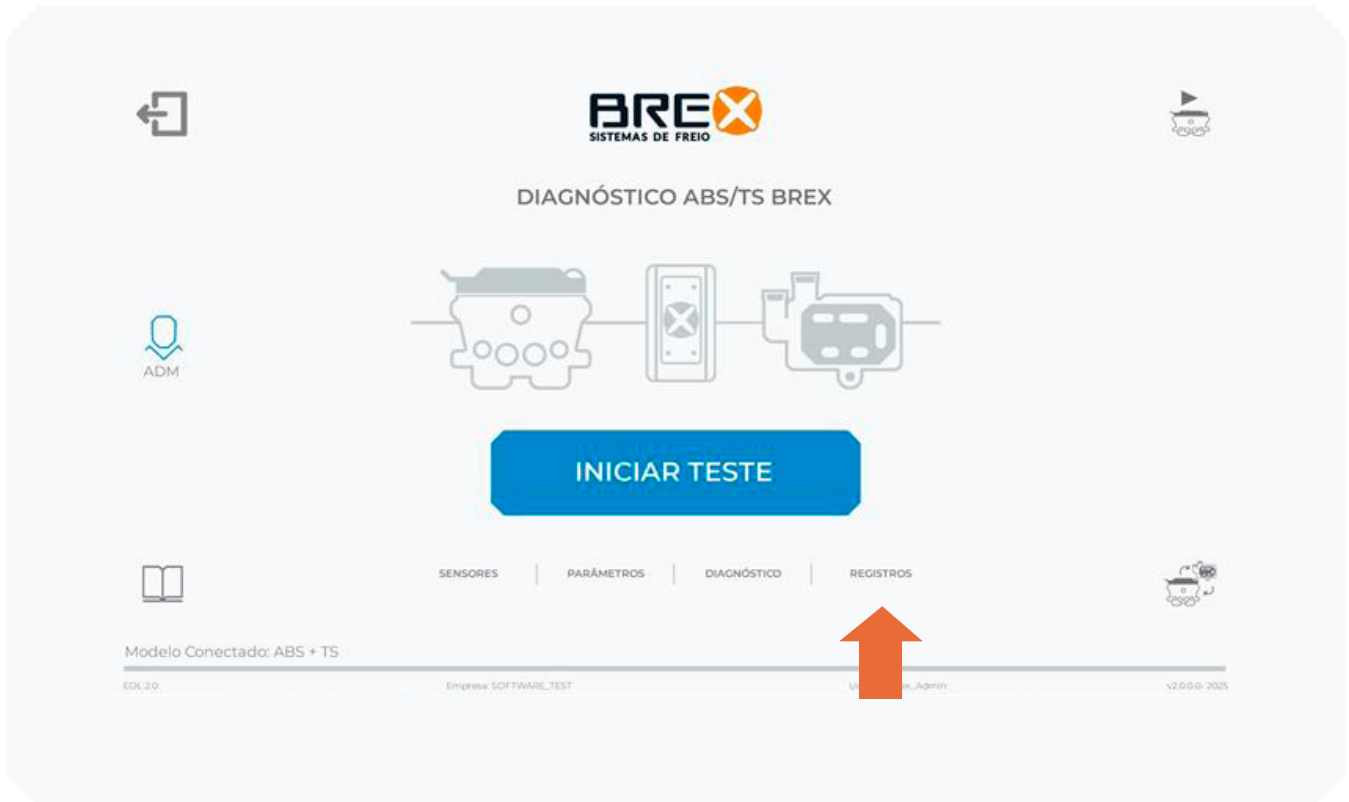 BREX
SISTEMAS DE FREIO
DIAGNÓSTICO ABS/TS BREX
ADM
INICIAR TESTE
SENSORES | PARÂMETROS | DIAGNÓSTICO | REGISTROS
Modelo Conectado: ABS + TS
EOL 2.0 Empresa: SOFTWARE_TEST _Admin v2.0.0.0- 2025